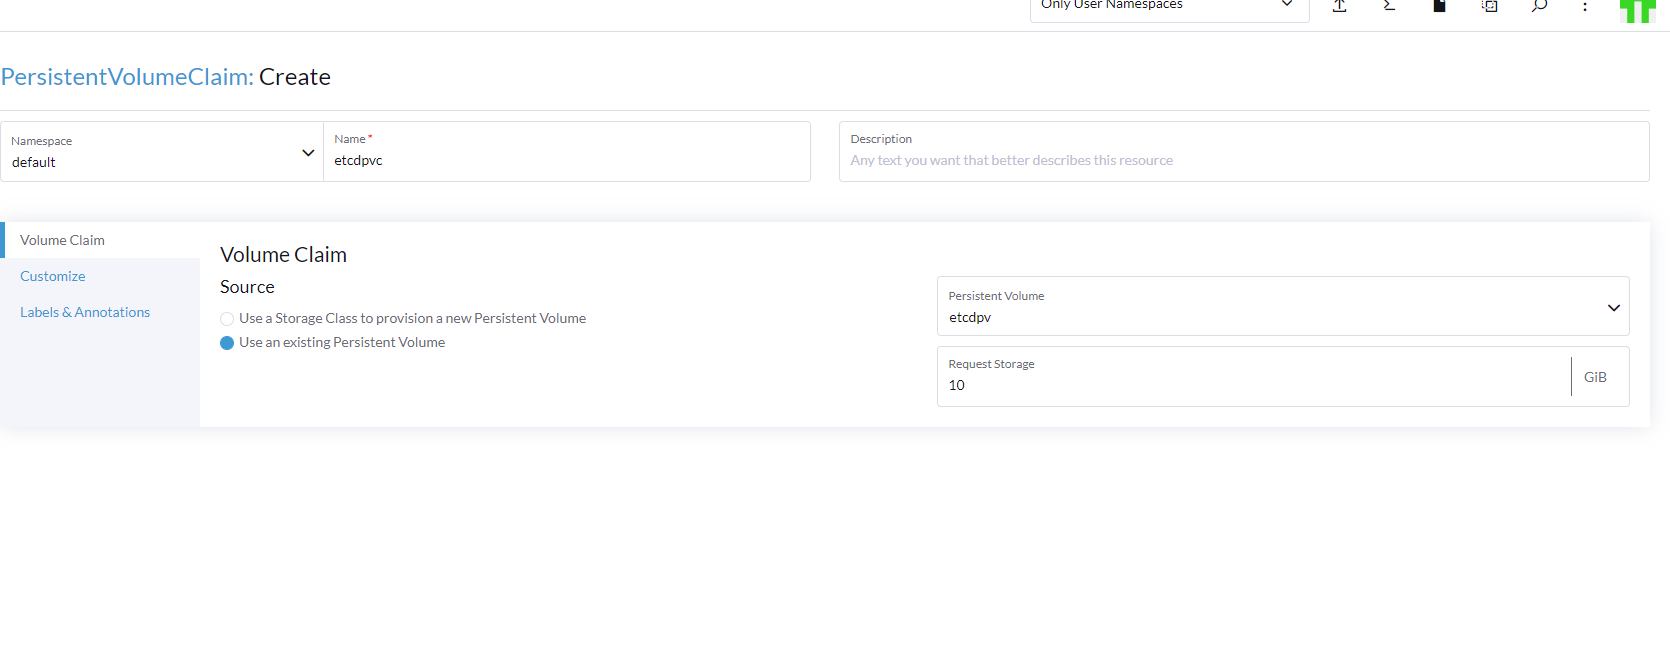 Only User Namespaces
PersistentVolumeClaim: Create
Namespace
default
Name *
etcdpvc
Description
Any text you want that better describes this resource
Volume Claim
Customize
Labels & Annotations
Volume Claim
Source
Use a Storage Class to provision a new Persistent Volume
Use an existing Persistent Volume
Persistent Volume
etcdpv
Request Storage
10
GiB